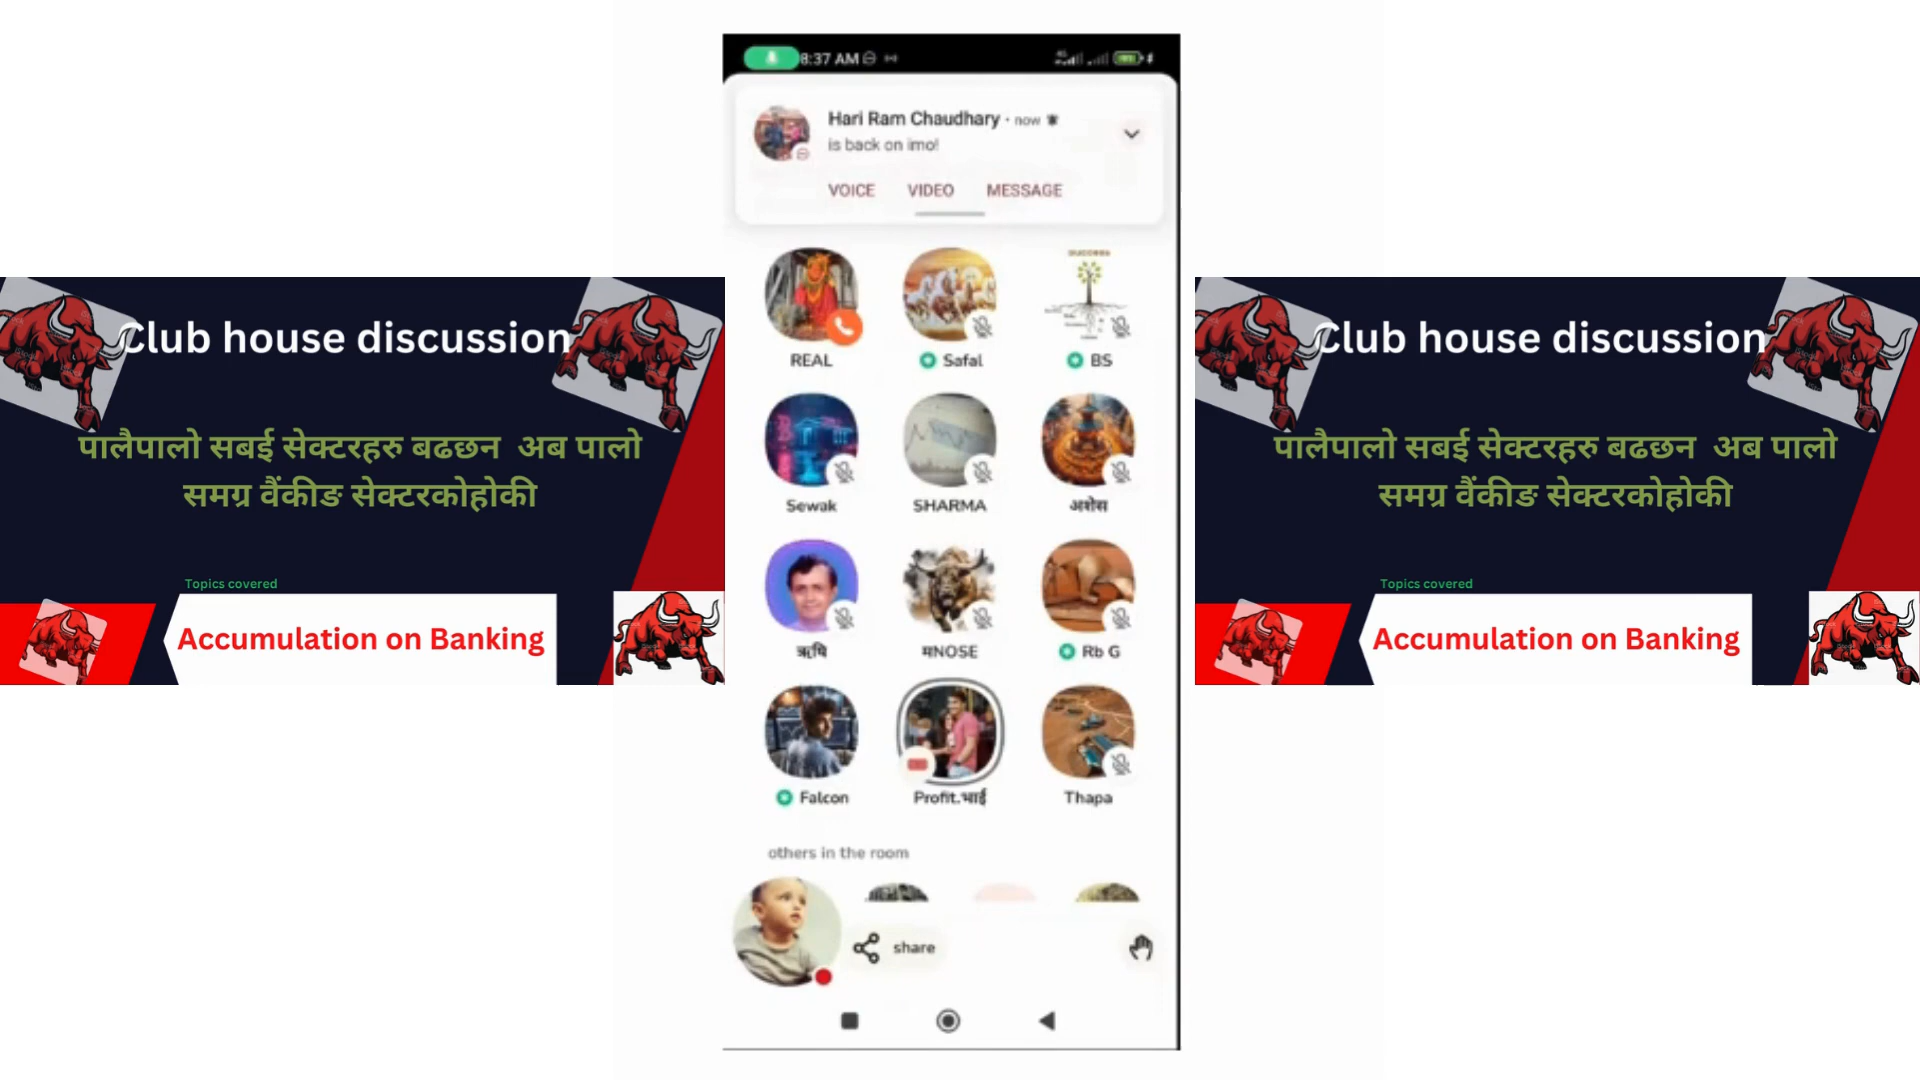 8:37 AM
Hari Ram Chaudhary · now
is back on imo!
VOICE VIDEO MESSAGE
REAL
Safal
BS
Sewak
SHARMA
अशेस
ऋषि
मNOSE
Rb G
Falcon
Profit.भाई
Thapa
others in the room
share
Club house discussion
पालैपालो सबई सेक्टरहरु बढछन अब पालो
समग्र वैंकीङ सेक्टरकोहोकी
Topics covered
Accumulation on Banking
Club house discussion
पालैपालो सबई सेक्टरहरु बढछन अब पालो
समग्र वैंकीङ सेक्टरकोहोकी
Topics covered
Accumulation on Banking